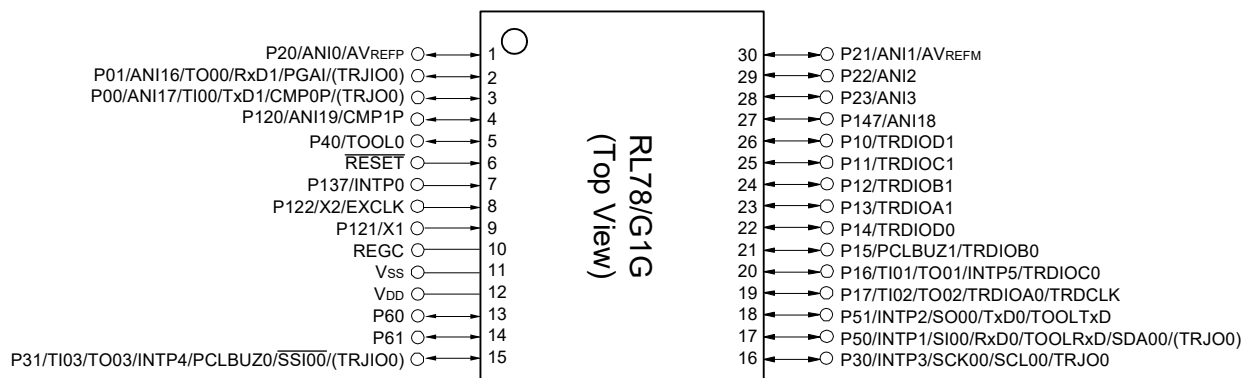 P20/ANI0/AVREFP 1
P01/ANI16/TO00/RxD1/PGAI/(TRJIO0) 2
P00/ANI17/TI00/TxD1/CMP0P/(TRJO0) 3
P120/ANI19/CMP1P 4
P40/TOOL0 5
RESET 6
P137/INTP0 7
P122/X2/EXCLK 8
P121/X1 9
REGC 10
VSS 11
VDD 12
P60 13
P61 14
P31/TI03/TO03/INTP4/PCLBUZ0/SSI00/(TRJIO0) 15
RL78/G1G
(Top View)
30 P21/ANI1/AVREFM
29 P22/ANI2
28 P23/ANI3
27 P147/ANI18
26 P10/TRDIOD1
25 P11/TRDIOC1
24 P12/TRDIOB1
23 P13/TRDIOA1
22 P14/TRDIOD0
21 P15/PCLBUZ1/TRDIOB0
20 P16/TI01/TO01/INTP5/TRDIOC0
19 P17/TI02/TO02/TRDIOA0/TRDCLK
18 P51/INTP2/SO00/TxD0/TOOLTxD
17 P50/INTP1/SI00/RxD0/TOOLRxD/SDA00/(TRJO0)
16 P30/INTP3/SCK00/SCL00/TRJO0